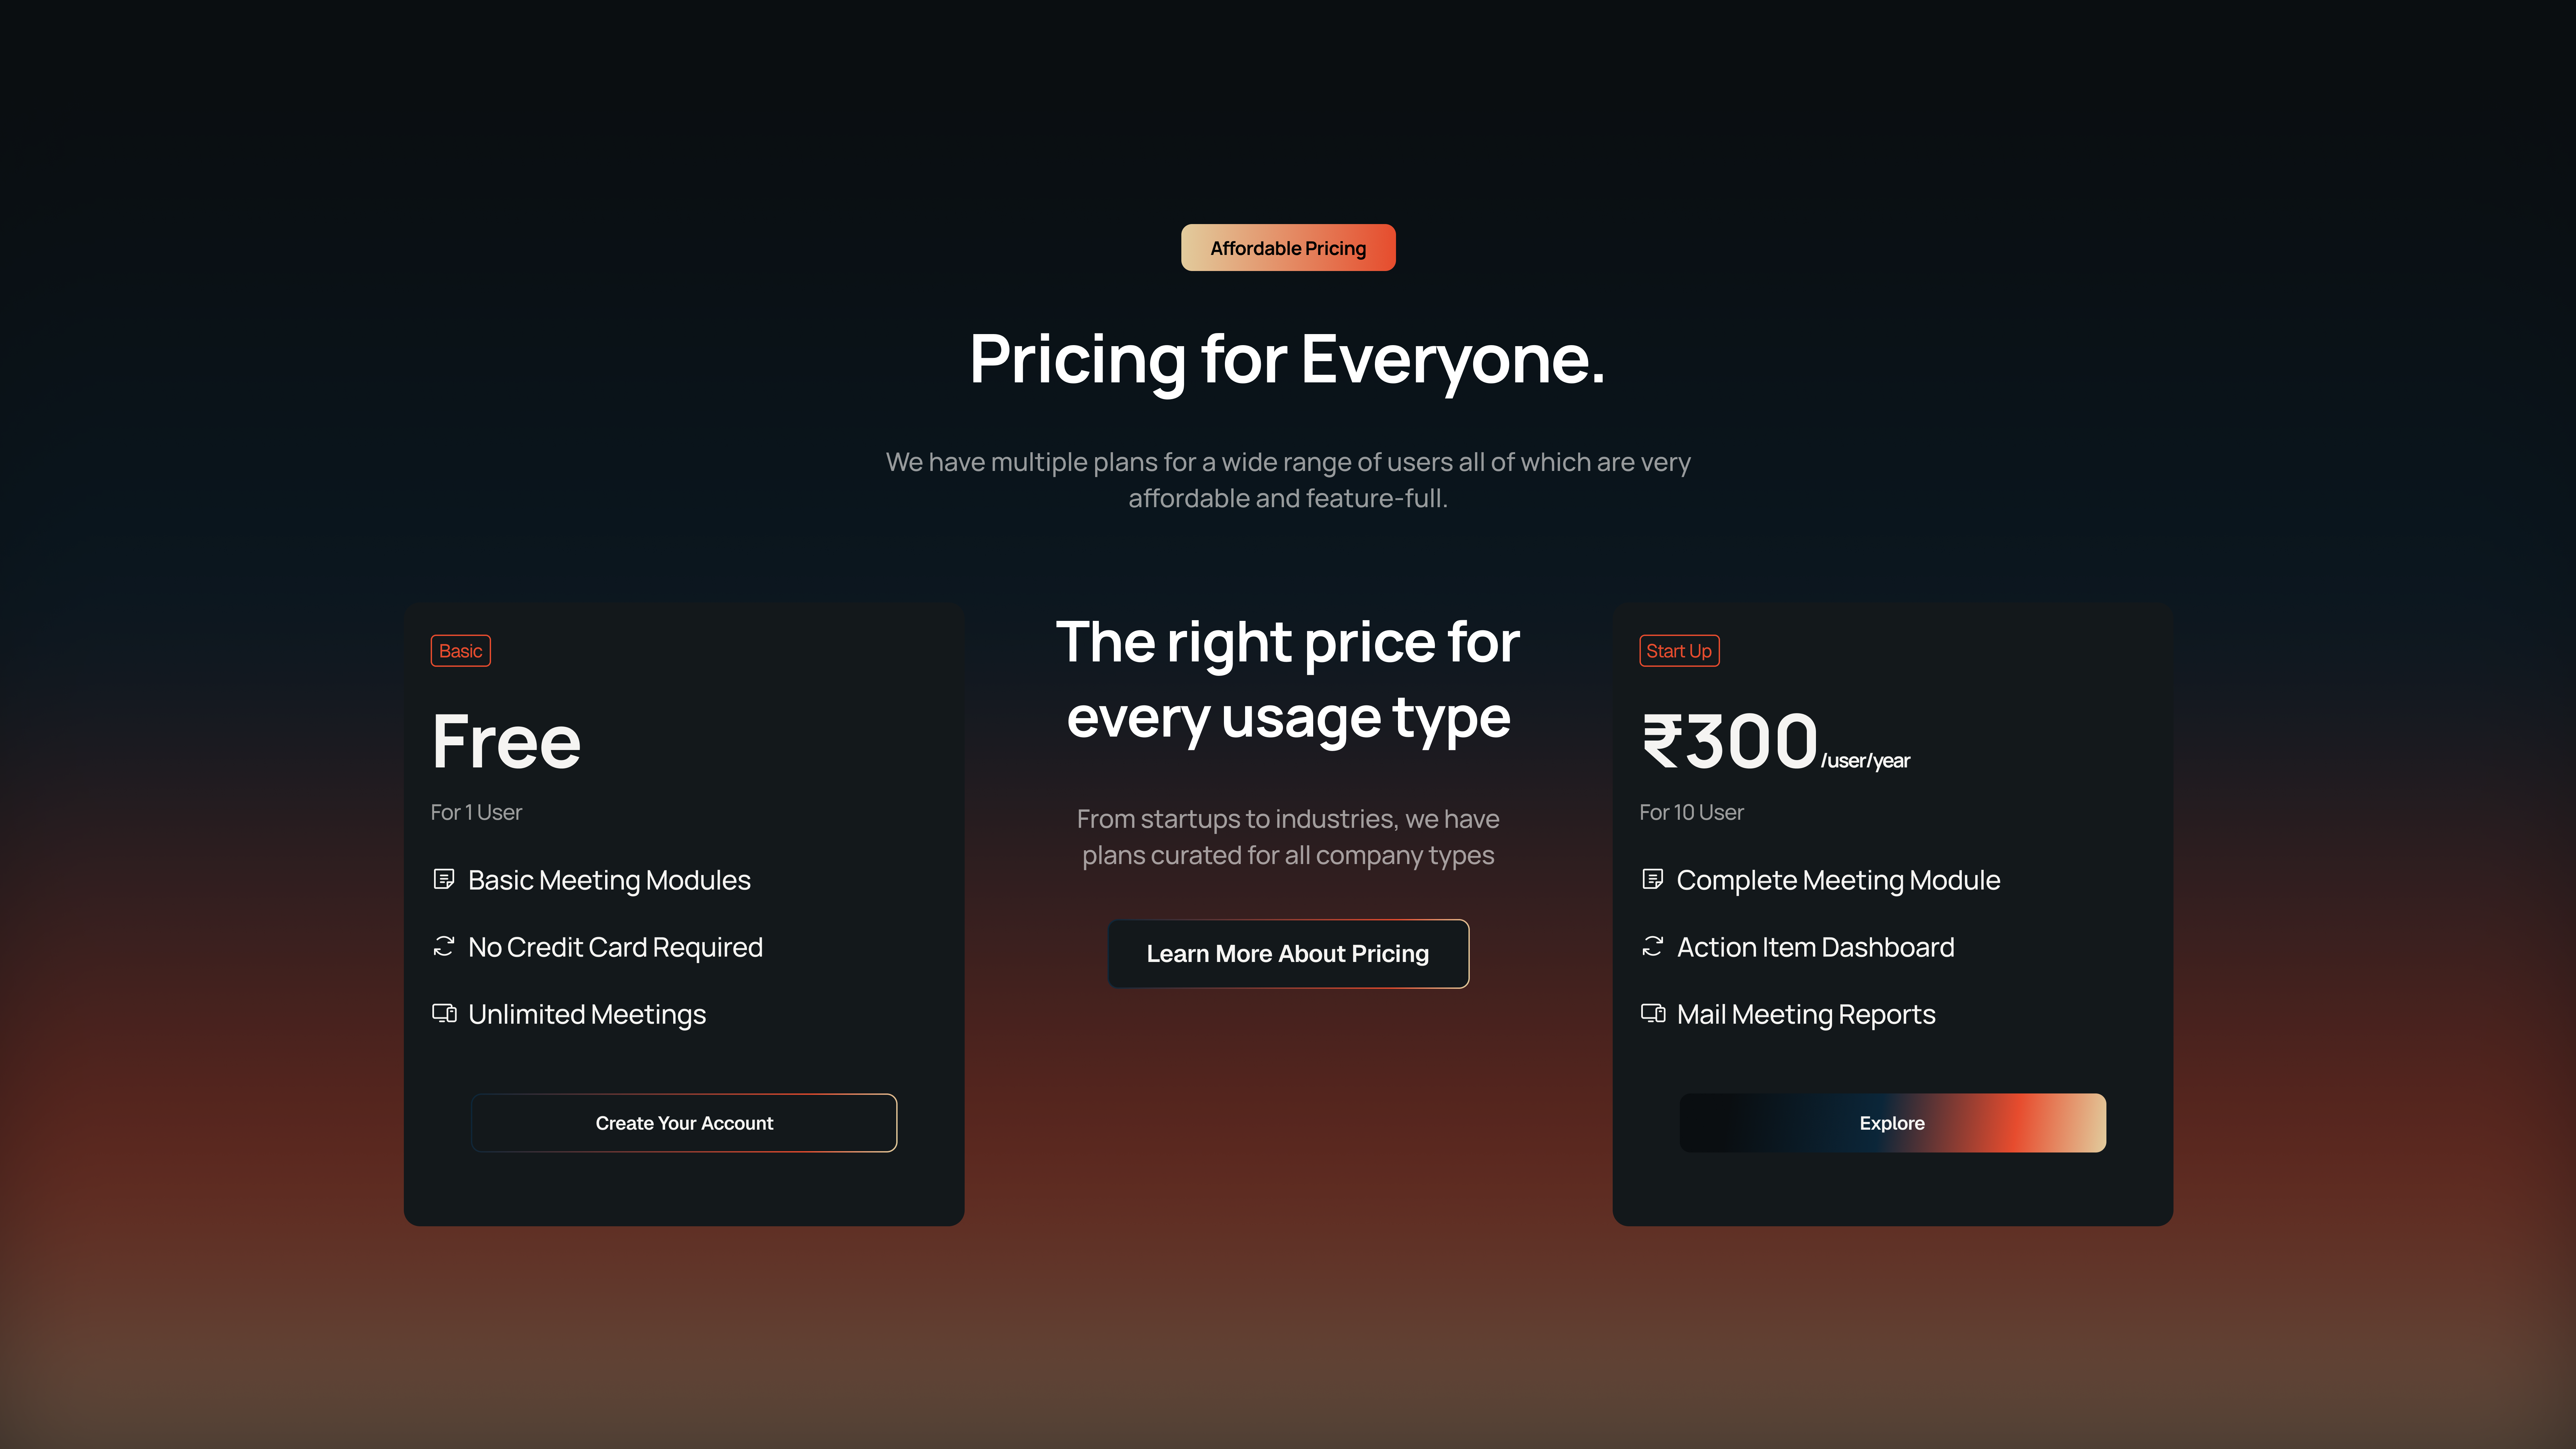 Affordable Pricing
Pricing for Everyone.
We have multiple plans for a wide range of users all of which are very
affordable and feature-full.
Basic
Free
For 1 User
Basic Meeting Modules
No Credit Card Required
Unlimited Meetings
Create Your Account
The right price for
every usage type
From startups to industries, we have
plans curated for all company types
Learn More About Pricing
Start Up
₹300/user/year
For 10 User
Complete Meeting Module
Action Item Dashboard
Mail Meeting Reports
Explore